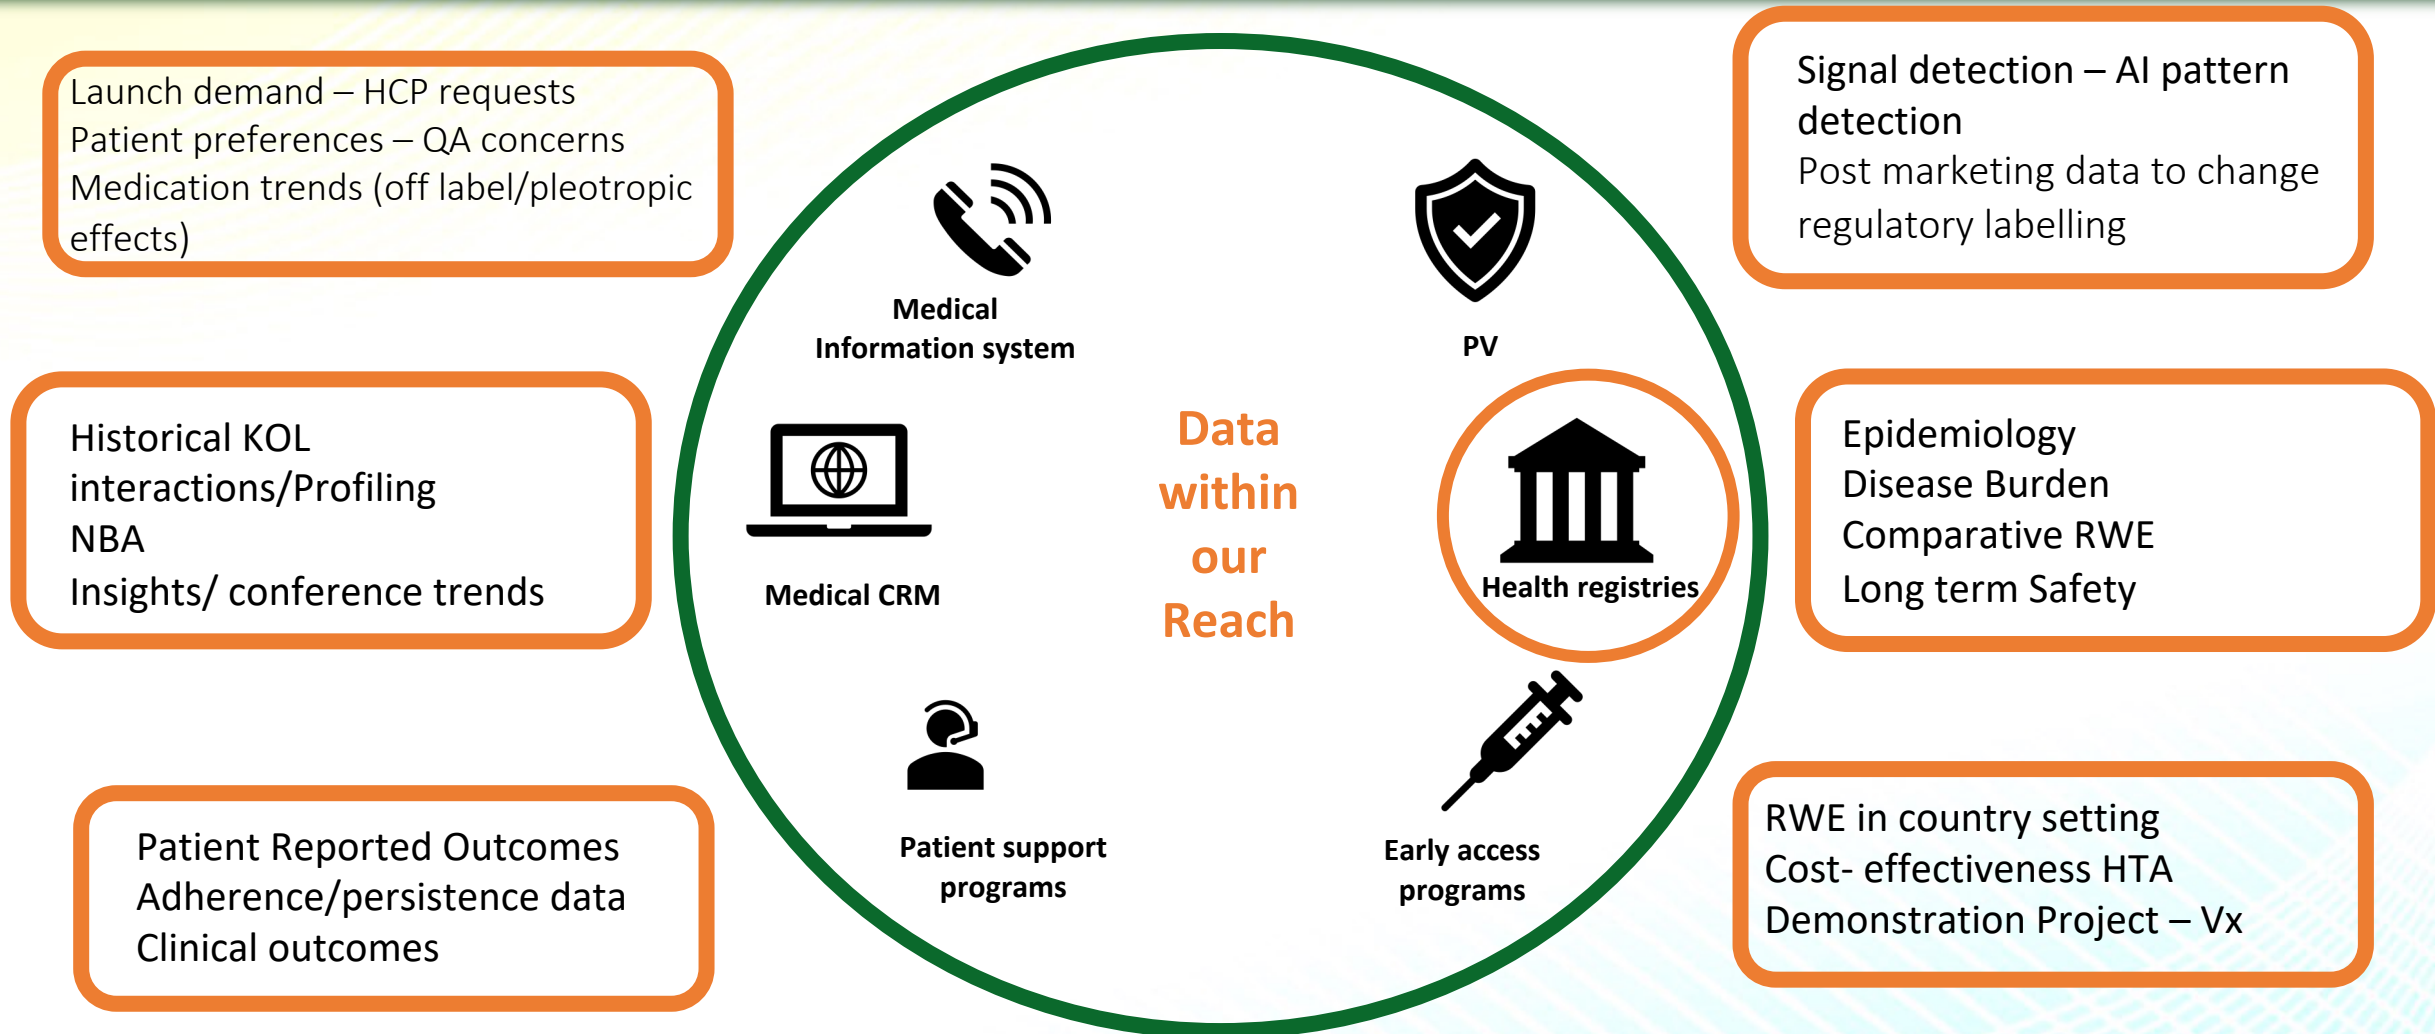 Launch demand – HCP requests
Patient preferences – QA concerns
Medication trends (off label/pleotropic
effects)
Historical KOL
interactions/Profiling
NBA
Insights/ conference trends
Patient Reported Outcomes
Adherence/persistence data
Clinical outcomes
Medical
Information system
PV
Medical CRM
Data
within
our
Reach
Health registries
Patient support
programs
Early access
programs
Signal detection – AI pattern
detection
Post marketing data to change
regulatory labelling
Epidemiology
Disease Burden
Comparative RWE
Long term Safety
RWE in country setting
Cost- effectiveness HTA
Demonstration Project – Vx